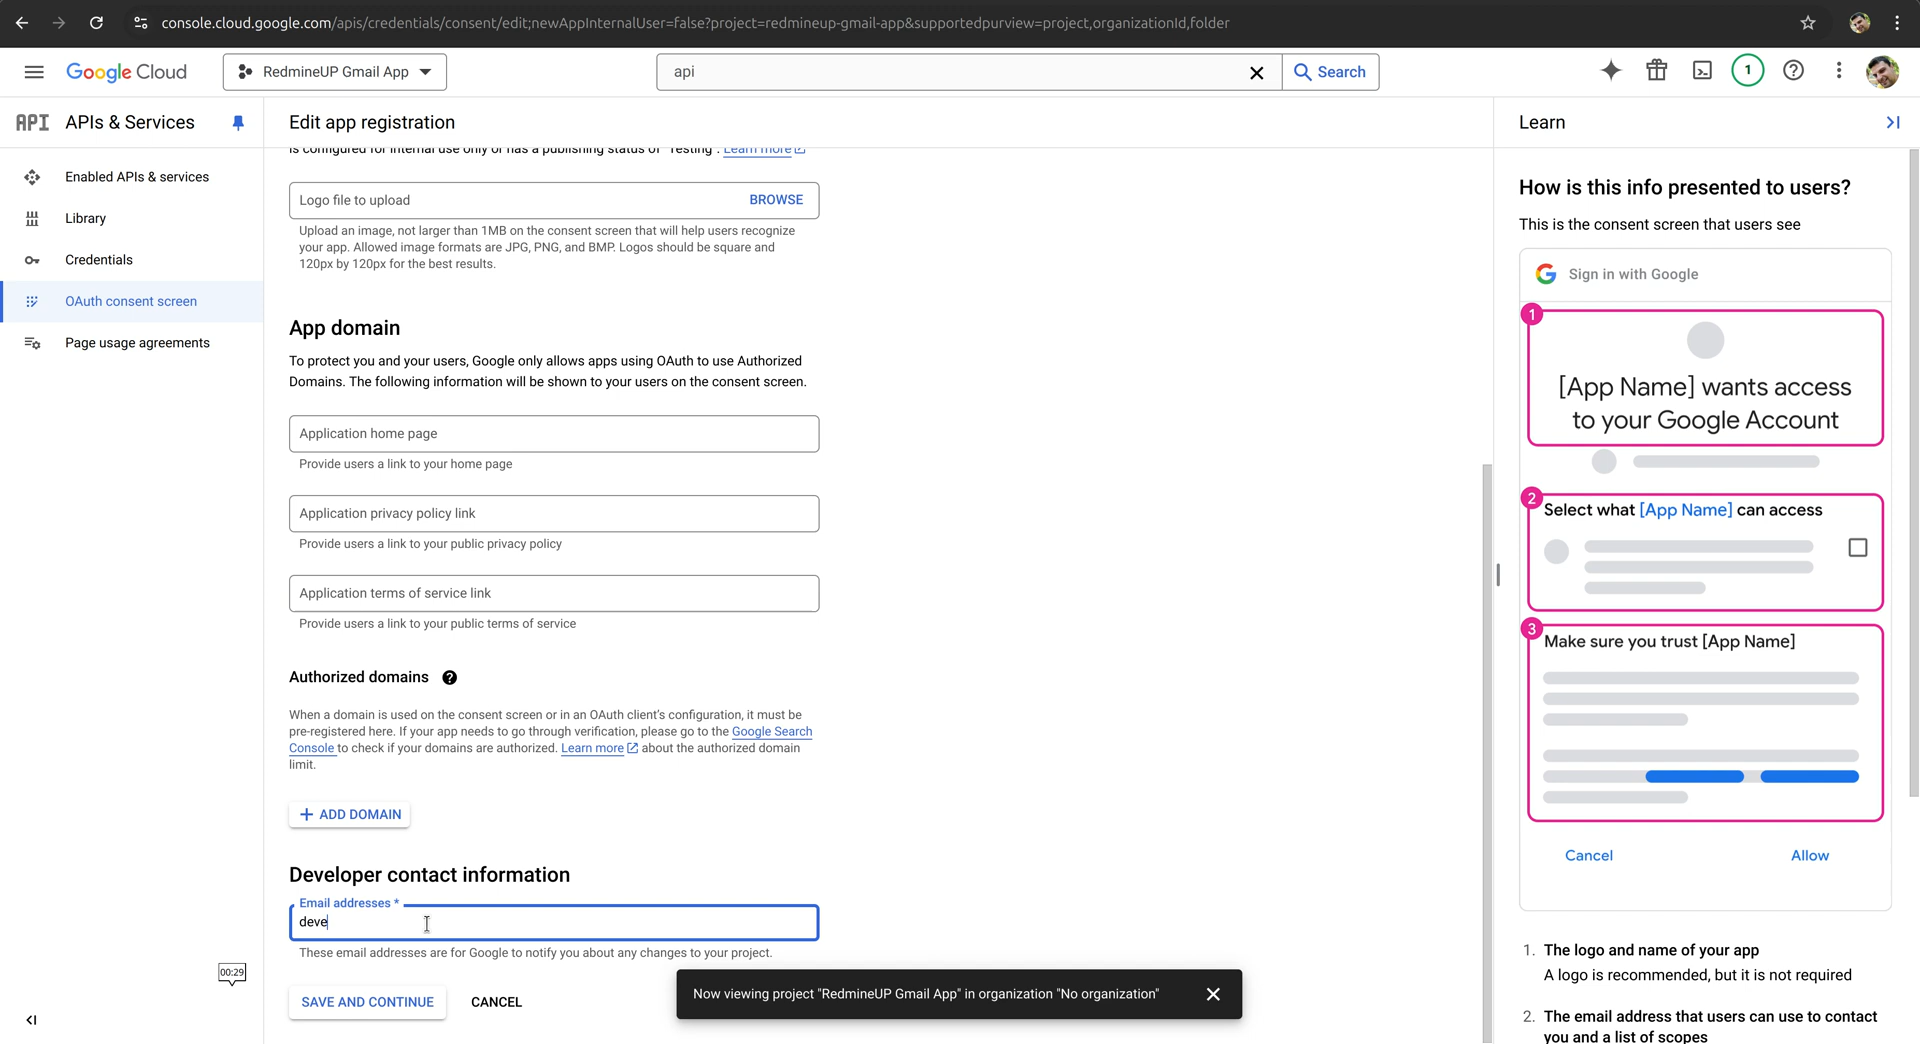 console.cloud.google.com/apis/credentials/consent/edit;newAppInternalUser=false?project=redmineup-gmail-app&supportedpurview=project,organizationId,folder
Google Cloud
RedmineUP Gmail App
api
Search
1
API APIs & Services
Enabled APIs & services
Library
Credentials
OAuth consent screen
Page usage agreements
Edit app registration
is configured for internal use only or has a publishing status of "Testing". Learn more
Logo file to upload
BROWSE
Upload an image, not larger than 1MB on the consent screen that will help users recognize
your app. Allowed image formats are JPG, PNG, and BMP. Logos should be square and
120px by 120px for the best results.
App domain
To protect you and your users, Google only allows apps using OAuth to use Authorized
Domains. The following information will be shown to your users on the consent screen.
Application home page
Provide users a link to your home page
Application privacy policy link
Provide users a link to your public privacy policy
Application terms of service link
Provide users a link to your public terms of service
Authorized domains
When a domain is used on the consent screen or in an OAuth client's configuration, it must be
pre-registered here. If your app needs to go through verification, please go to the Google Search
Console to check if your domains are authorized. Learn more about the authorized domain
limit.
+ ADD DOMAIN
Developer contact information
Email addresses *
deve
These email addresses are for Google to notify you about any changes to your project.
00:29
SAVE AND CONTINUE
CANCEL
Now viewing project "RedmineUP Gmail App" in organization "No organization"
Learn
How is this info presented to users?
This is the consent screen that users see
Sign in with Google
1
[App Name] wants access
to your Google Account
2
Select what [App Name] can access
3
Make sure you trust [App Name]
Cancel
Allow
1. The logo and name of your app
A logo is recommended, but it is not required
2. The email address that users can use to contact
you and a list of scopes